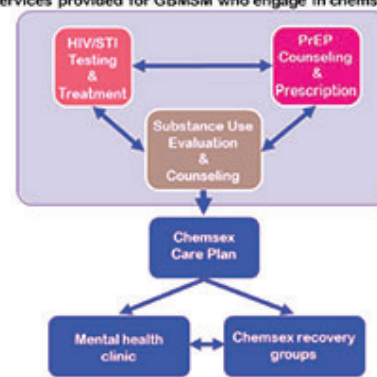 services provided for GBMSM who engage in chems
HIV/STI
Testing
&
Treatment
PrEP
Counseling
&
Prescription
Substance Use
Evaluation
&
Counseling
Chemsex
Care Plan
Mental health
clinic
Chemsex recovery
groups